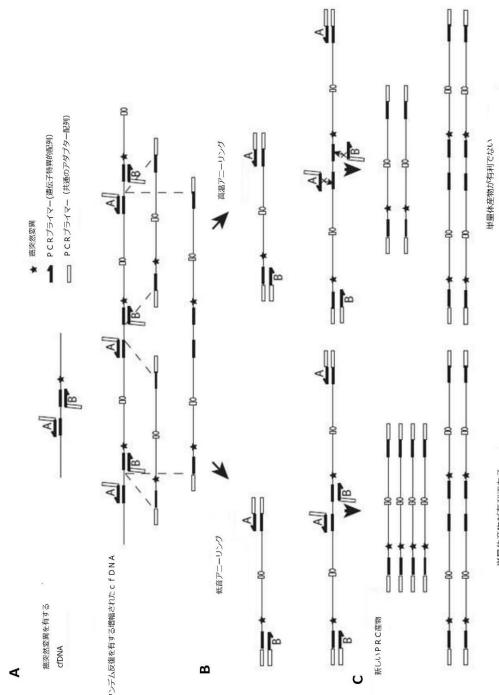 A
癌突然変異を有する
cfDNA
癌突然変異
PCRプライマー(遺伝子特異的配列)
PCRプライマー(共通のアダプター配列)
A
B
ンデム反復を有する増幅されたcfDNA
A
B
A
B
A
B
B
低音アニーリング
高温アニーリング
A
B
A
B
A
B
A
B
A
B
A
B
C
新しいPRC産物
単量体産物が有利でない